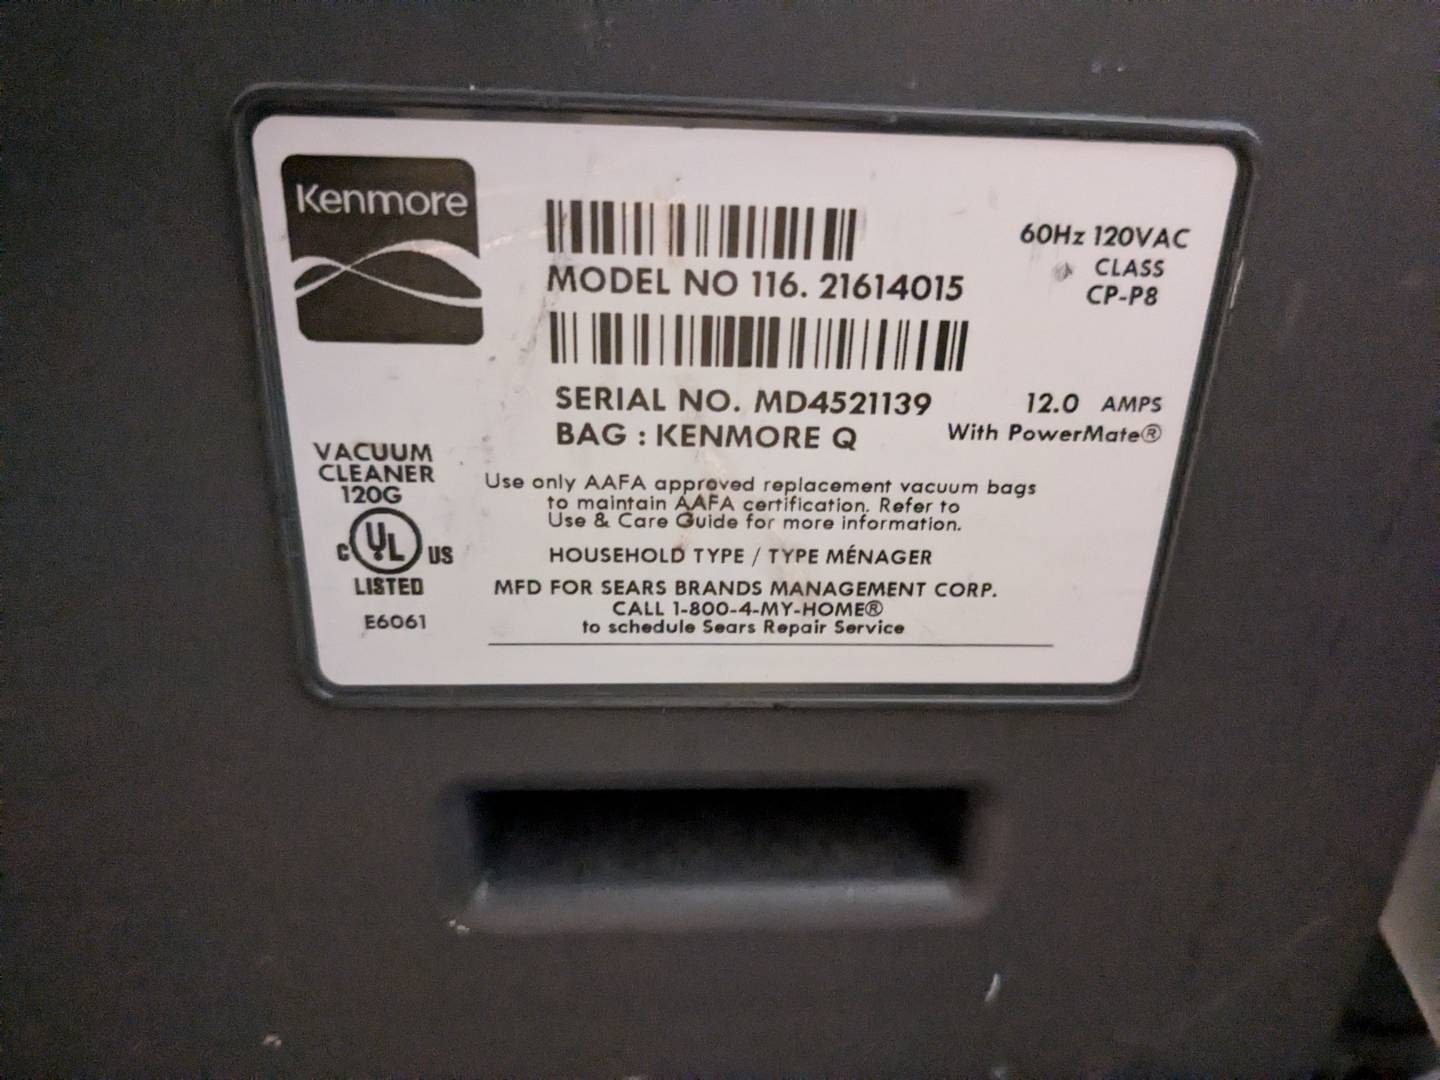 Kenmore
MODEL NO 116. 21614015
60Hz 120VAC
CLASS
CP-P8
SERIAL NO. MD4521139
BAG : KENMORE Q
12.0 AMPS
With PowerMate®
VACUUM
CLEANER
120G
C UL US
LISTED
E6061
Use only AAFA approved replacement vacuum bags
to maintain AAFA certification. Refer to
Use & Care Guide for more information.
HOUSEHOLD TYPE / TYPE MÉNAGER
MFD FOR SEARS BRANDS MANAGEMENT CORP.
CALL 1-800-4-MY-HOME®
to schedule Sears Repair Service